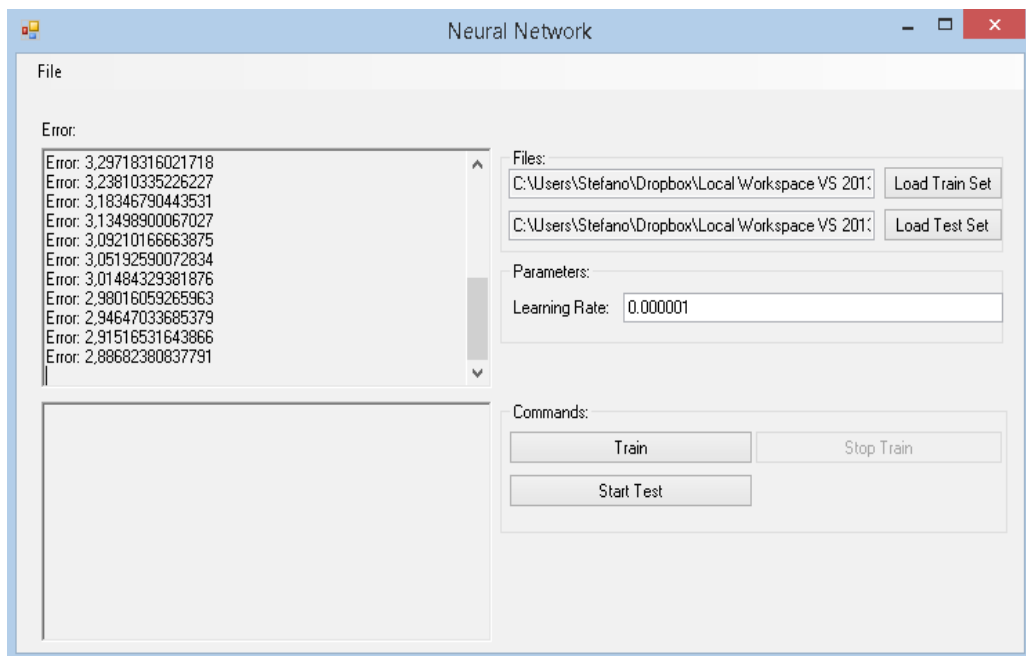 Neural Network
File
Error:
Error: 3,29718316021718
Error: 3,23810335226227
Error: 3,18346790443531
Error: 3,13498900067027
Error: 3,09210166663875
Error: 3,05192590072834
Error: 3,01484329381876
Error: 2,98016059265963
Error: 2,94647033685379
Error: 2,91516531643866
Error: 2,88682380837791
Files:
C:\Users\Stefano\Dropbox\Local Workspace VS 201
Load Train Set
C:\Users\Stefano\Dropbox\Local Workspace VS 201
Load Test Set
Parameters:
Learning Rate: 0.000001
Commands:
Train
Stop Train
Start Test